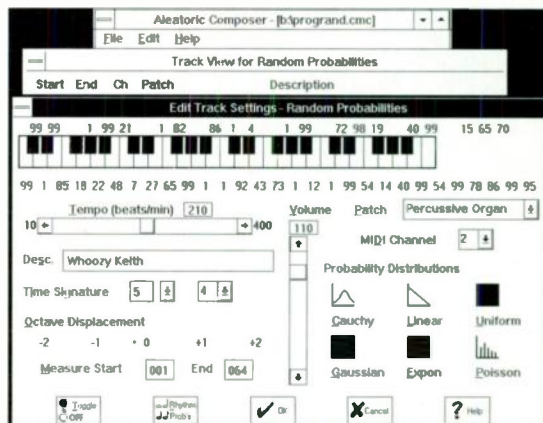 Aleatoric Composer - [b:\progrand.cmc]
File Edit Help
Track View for Random Probabilities
Start End Ch Patch Description
Edit Track Settings - Random Probabilities
99 99 1 99 21 1 82 86 1 4 1 99 72 98 19 40 99 15 65 70
99 1 85 18 22 48 7 27 65 99 1 1 92 43 73 1 12 1 99 54 14 40 99 54 99 78 86 99 95
Tempo (beats/min) 210 Volume Patch Percussive Organ
10 400 110
MIDI Channel 2
Desc. Whoozy Keith
Probability Distributions
Time Signature 5 4
Cauchy Linear Uniform
Octave Displacement
-2 -1 0 +1 +2
Gaussian Expon Poisson
Measure Start 001 End 064
Toggle Rhythm
OFF Prob's OK Cancel Help